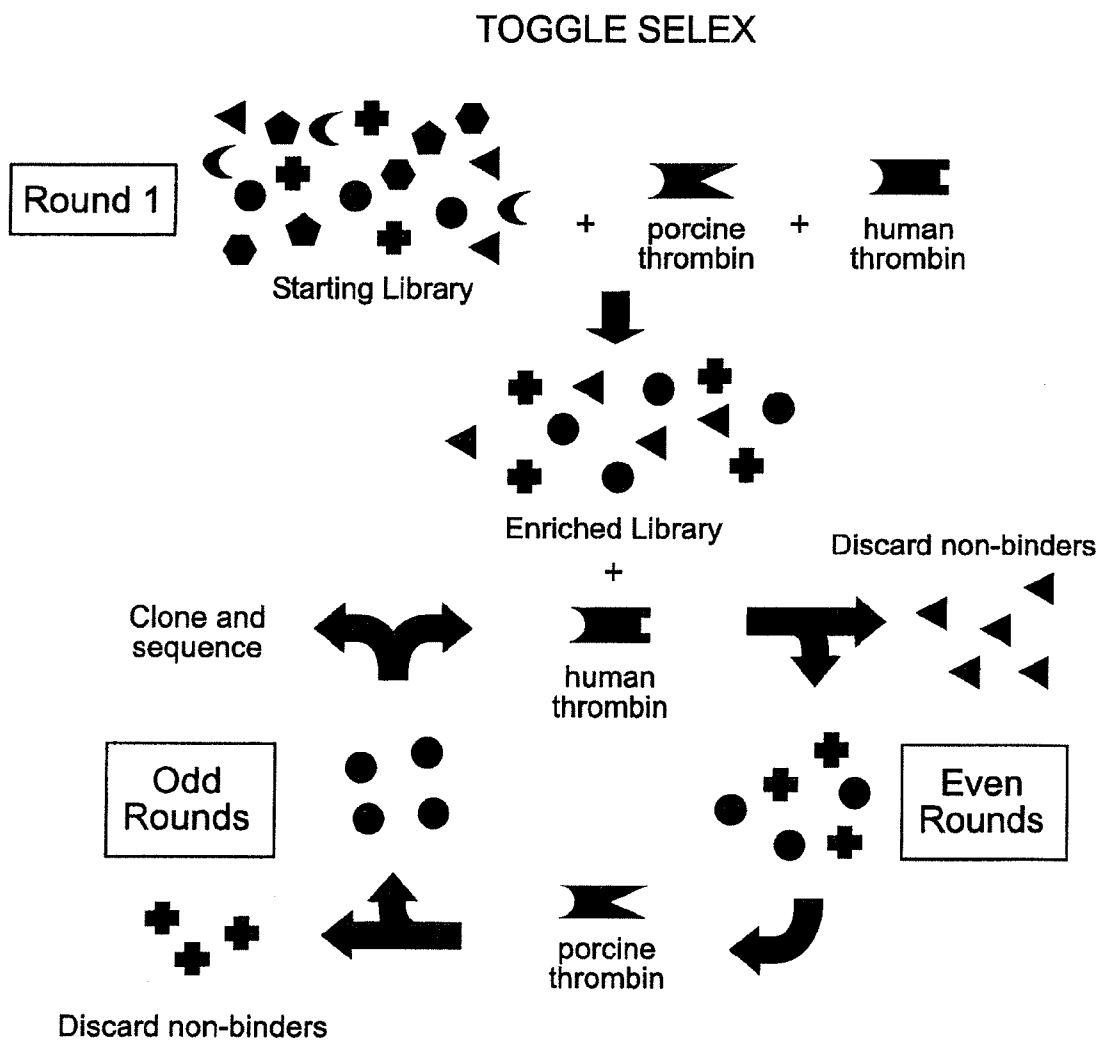 TOGGLE SELEX
Round 1
+
porcine
thrombin
+
human
thrombin
Starting Library
Enriched Library
+
Discard non-binders
Clone and
sequence
human
thrombin
Odd
Rounds
Even
Rounds
porcine
thrombin
Discard non-binders